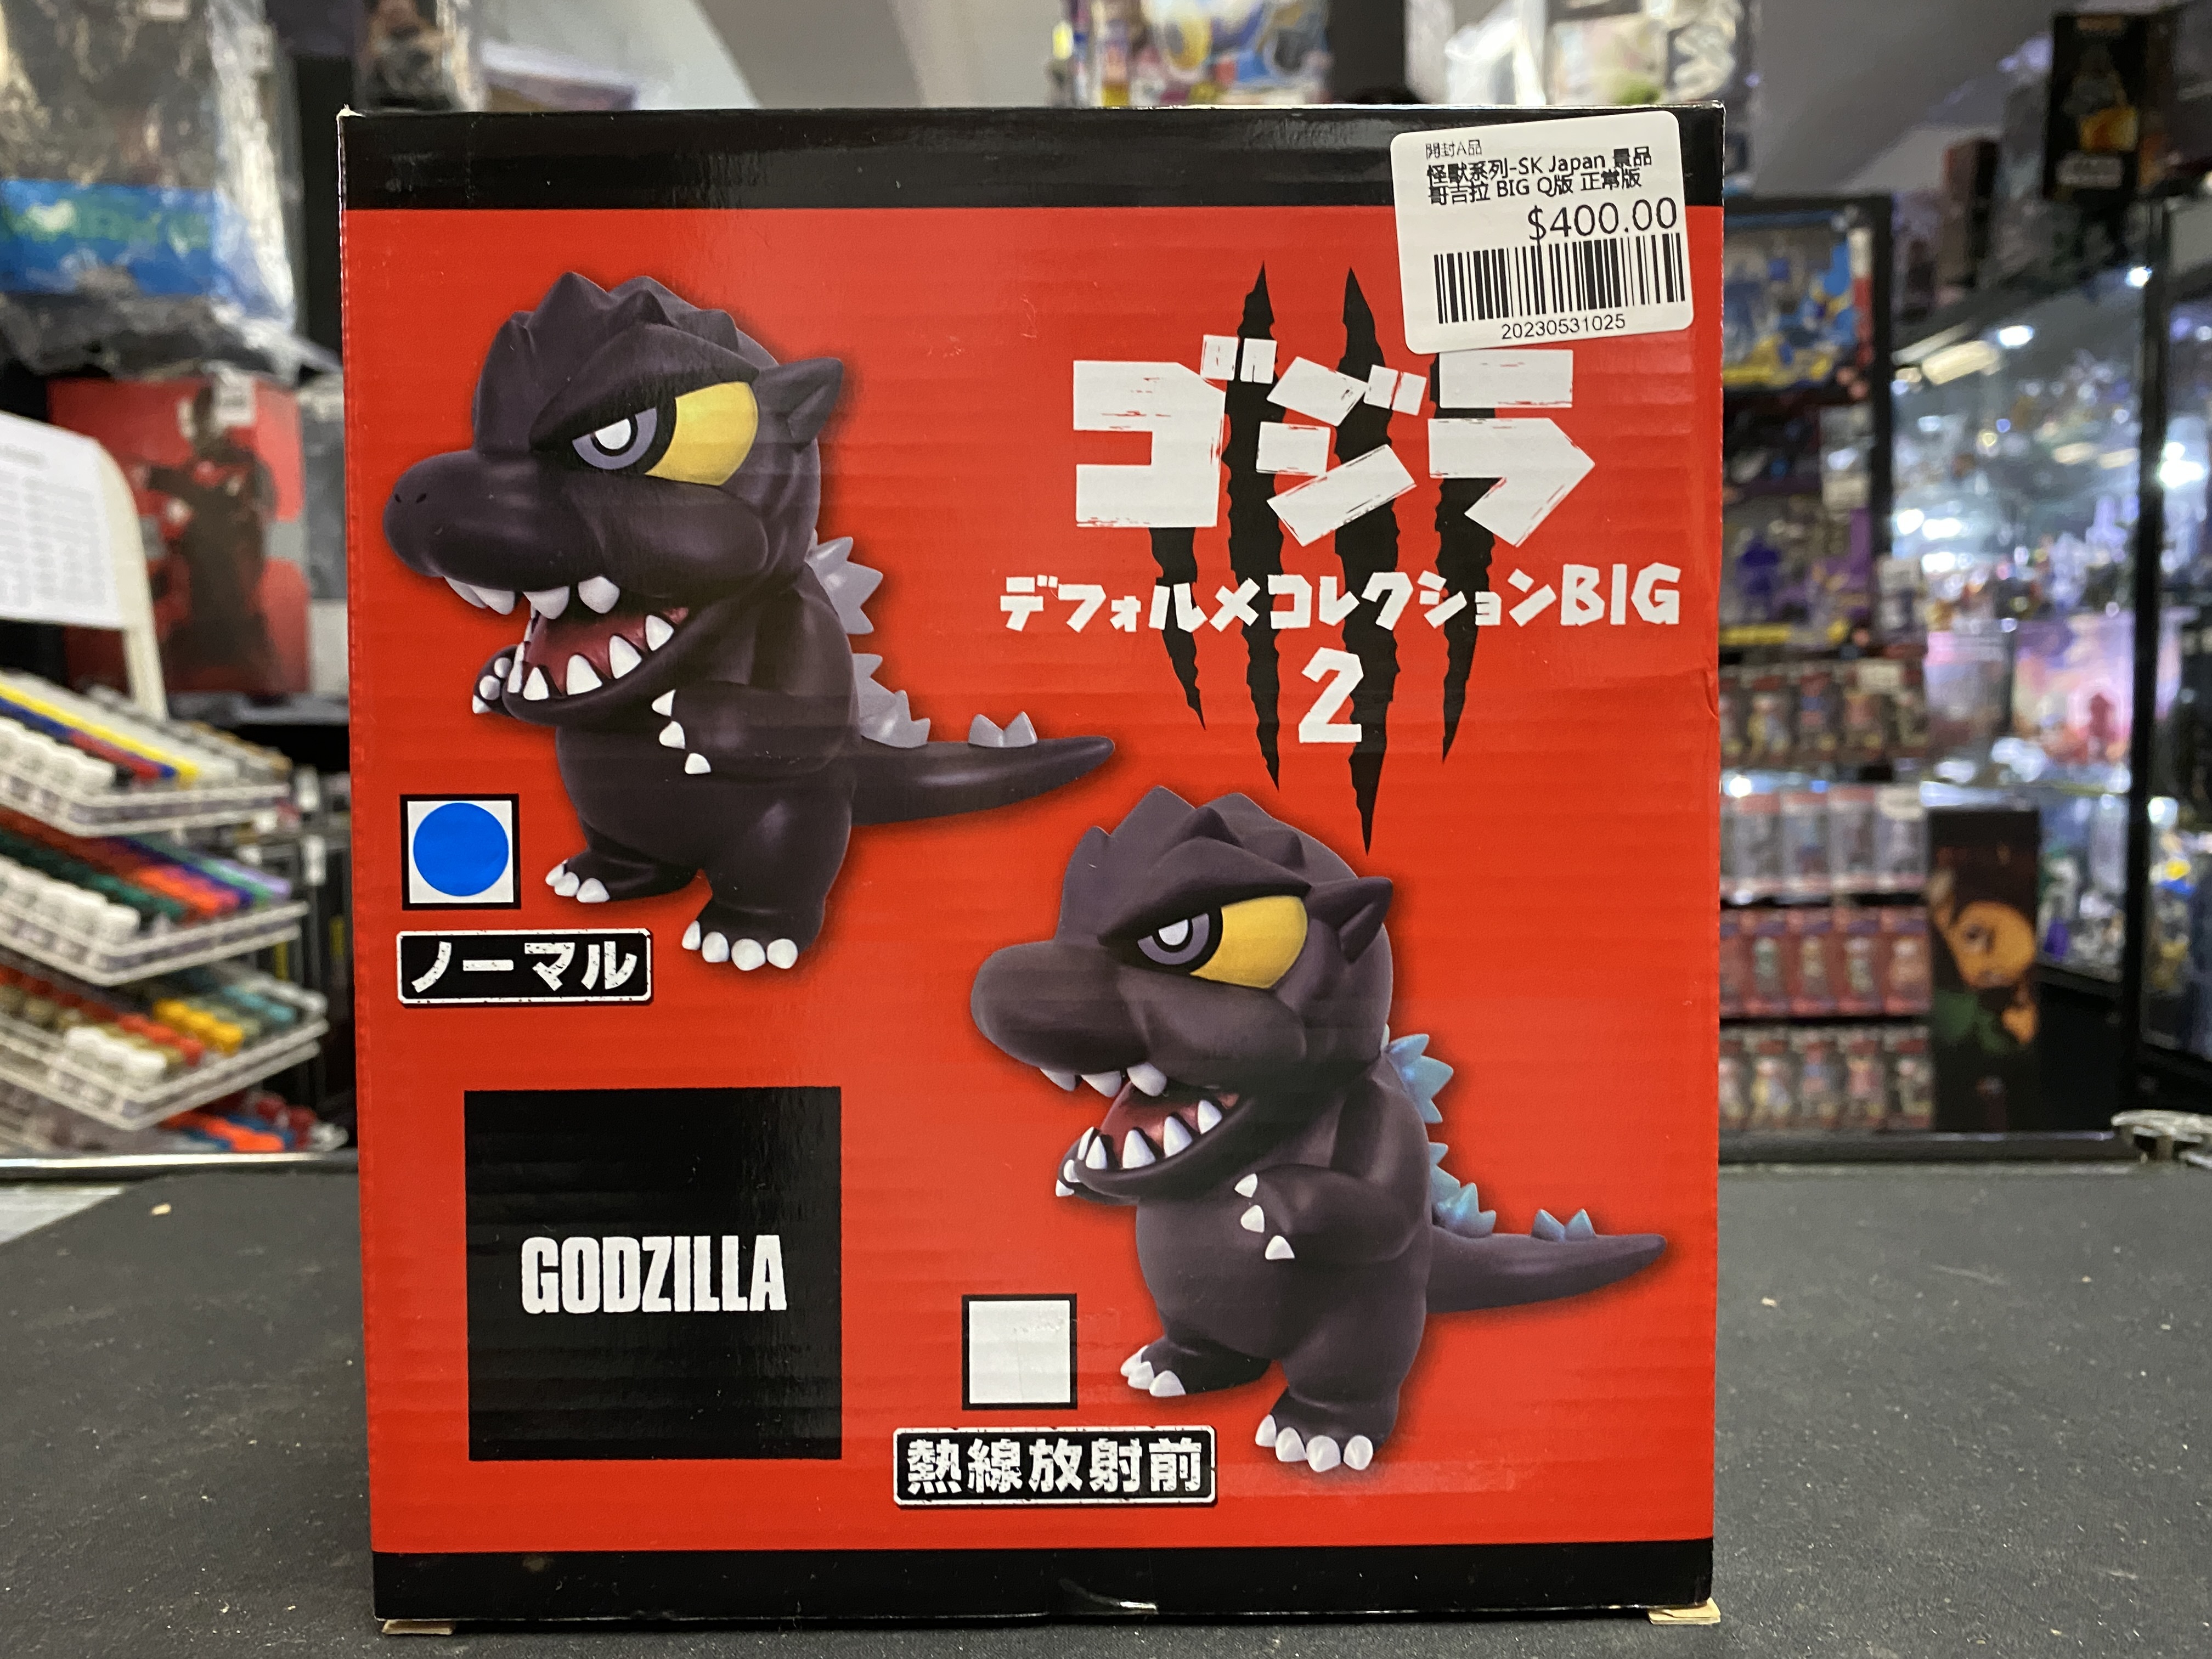 開封A品
怪獸系列-SK Japan 景品
哥吉拉 BIG Q版 正常版
$400.00
20230531025
ゴジラ
デフォルメコレクションBIG
2
ノーマル
GODZILLA
熱線放射前